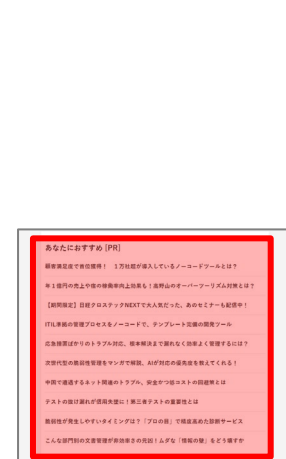 あなたにおすすめ [PR]
顧客満足度で首位獲得！　1万社超が導入しているノーコードツールとは？
年1億円の売上や宿の稼働率向上効果も！高野山のオーバーツーリズム対策とは？
【期間限定】日経クロステックNEXTで大人気だった、あのセミナーも配信中！
ITIL準拠の管理プロセスをノーコードで、テンプレート完備の開発ツール
応急措置ばかりのトラブル対応、根本解決まで漏れなく効率よく管理するには？
次世代型の脆弱性管理をマンガで解説、AIが対応の優先度を教えてくれる！
中国で遭遇するネット関連のトラブル、安全かつ低コストの回避策とは
テストの抜け漏れが信用失墜に！第三者テストの重要性とは
脆弱性が発生しやすいタイミングは？「プロの技」で精度高めた診断サービス
こんな部門別の文書管理が非効率さの元凶！ムダな「情報の壁」をどう壊すか